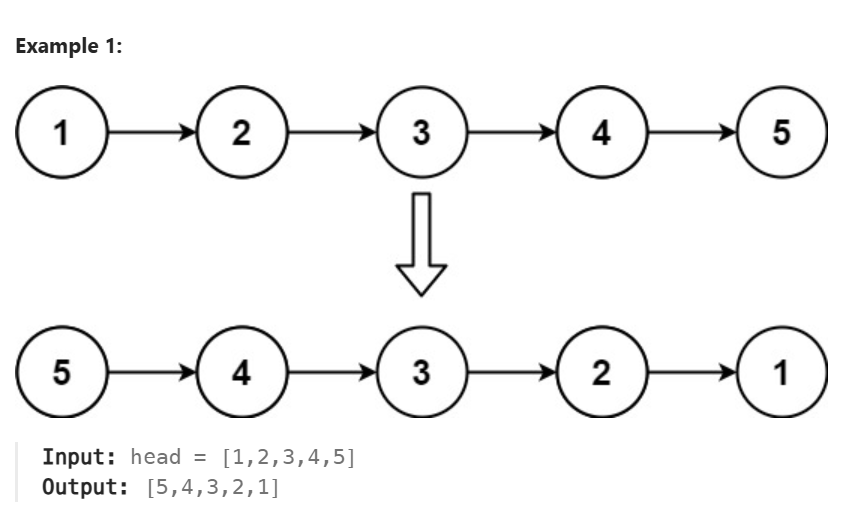 Example 1:
1 2 3 4 5
5 4 3 2 1
Input: head = [1,2,3,4,5]
Output: [5,4,3,2,1]